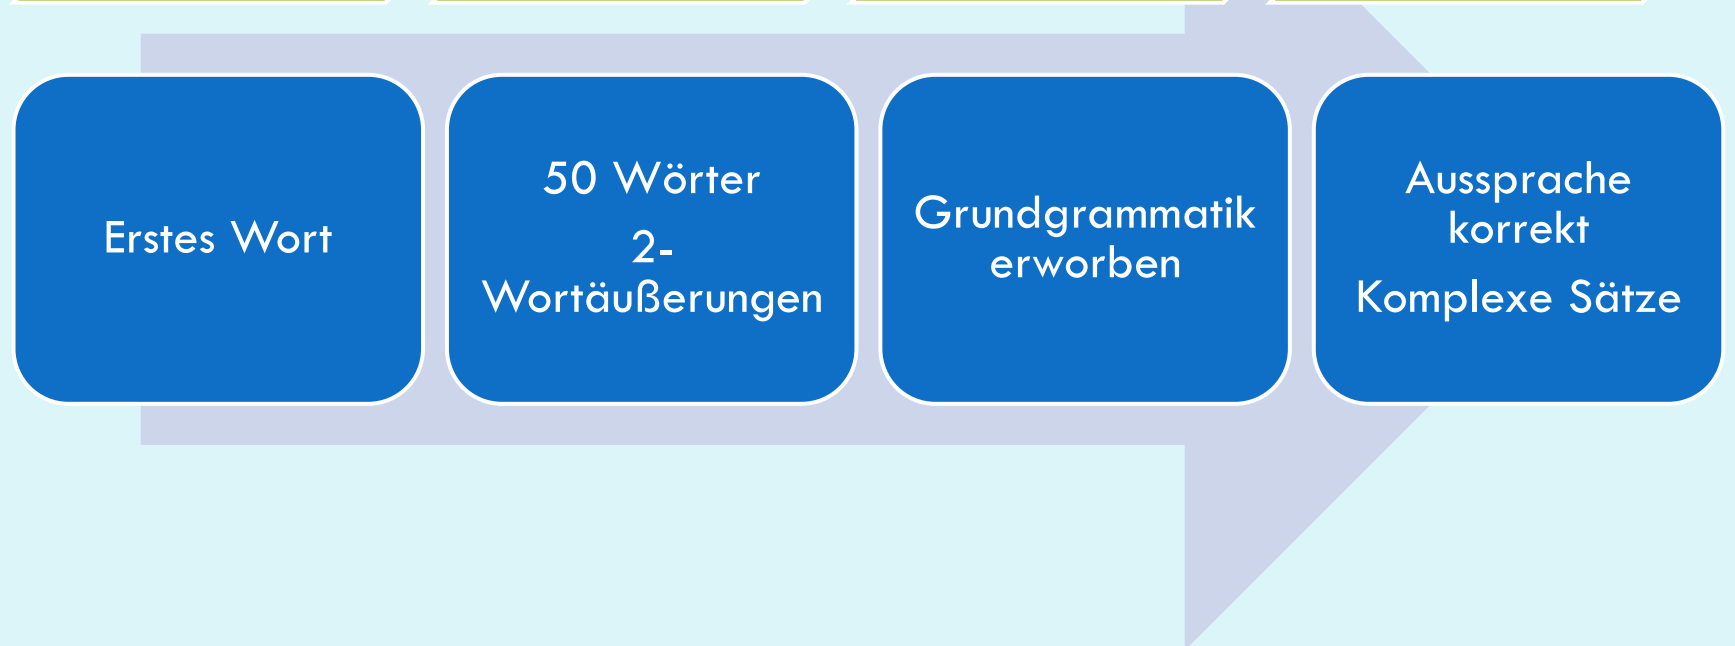 Erstes Wort
50 Wörter
2-
Wortäußerungen
Grundgrammatik
erworben
Aussprache
korrekt
Komplexe Sätze